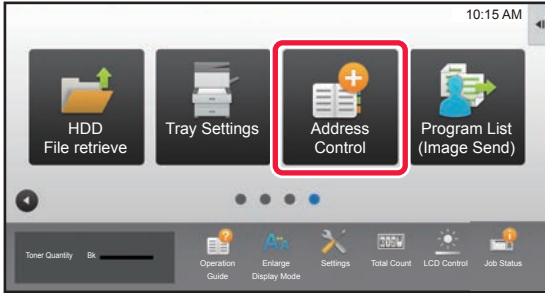 10:15 AM
HDD
File retrieve
Tray Settings
Address
Control
Program List
(Image Send)
Toner Quantity Bk
Operation
Guide
Enlarge
Display Mode
Settings
Total Count
LCD Control
Job Status